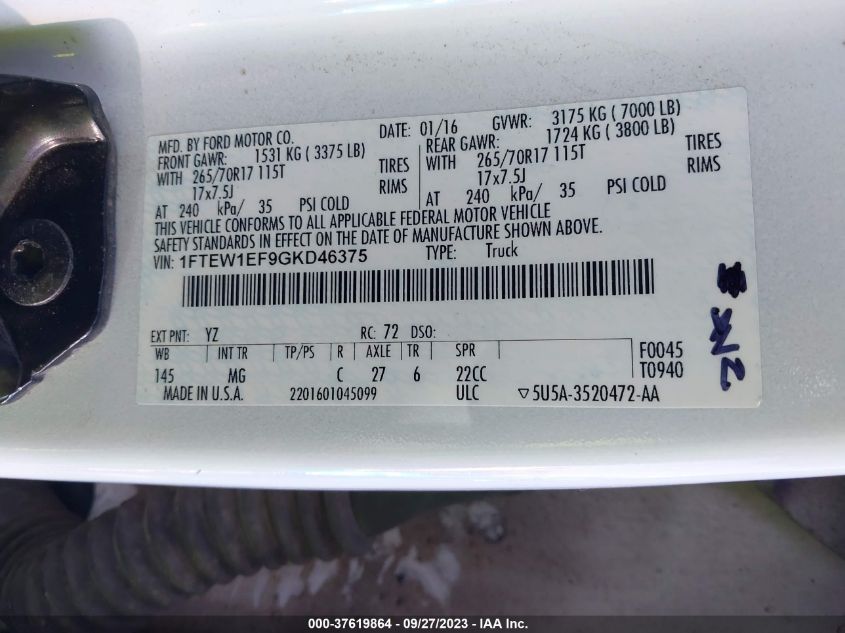 MFD. BY FORD MOTOR CO.
DATE: 01/16 GVWR: 3175 KG ( 7000 LB)
FRONT GAWR: 1531 KG ( 3375 LB)
REAR GAWR: 1724 KG ( 3800 LB)
WITH 265/70R17 115T TIRES
WITH 265/70R17 115T TIRES
17x7.5J RIMS
17x7.5J RIMS
AT 240 kPa/ 35 PSI COLD
AT 240 kPa/ 35 PSI COLD
THIS VEHICLE CONFORMS TO ALL APPLICABLE FEDERAL MOTOR VEHICLE
SAFETY STANDARDS IN EFFECT ON THE DATE OF MANUFACTURE SHOWN ABOVE.
VIN: 1FTEW1EF9GKD46375 TYPE: Truck
EXT PNT: YZ RC: 72 DSO:
WB INT TR TP/PS R AXLE TR SPR F0045
145 MG C 27 6 22CC T0940
MADE IN U.S.A. 2201601045099 ULC ▽5U5A-3520472-AA
000-37619864 - 09/27/2023 - IAA Inc.